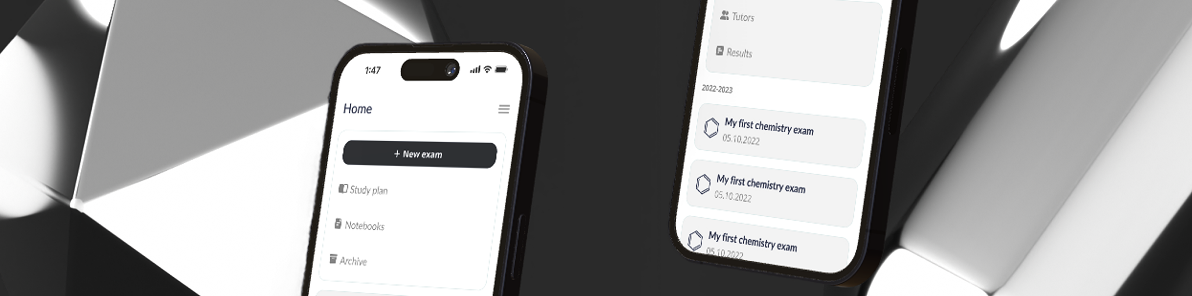 1:47
Home
+ New exam
Study plan
Notebooks
Archive
Tutors
Results
2022-2023
My first chemistry exam
05.10.2022
My first chemistry exam
05.10.2022
My first chemistry exam
05.10.2022